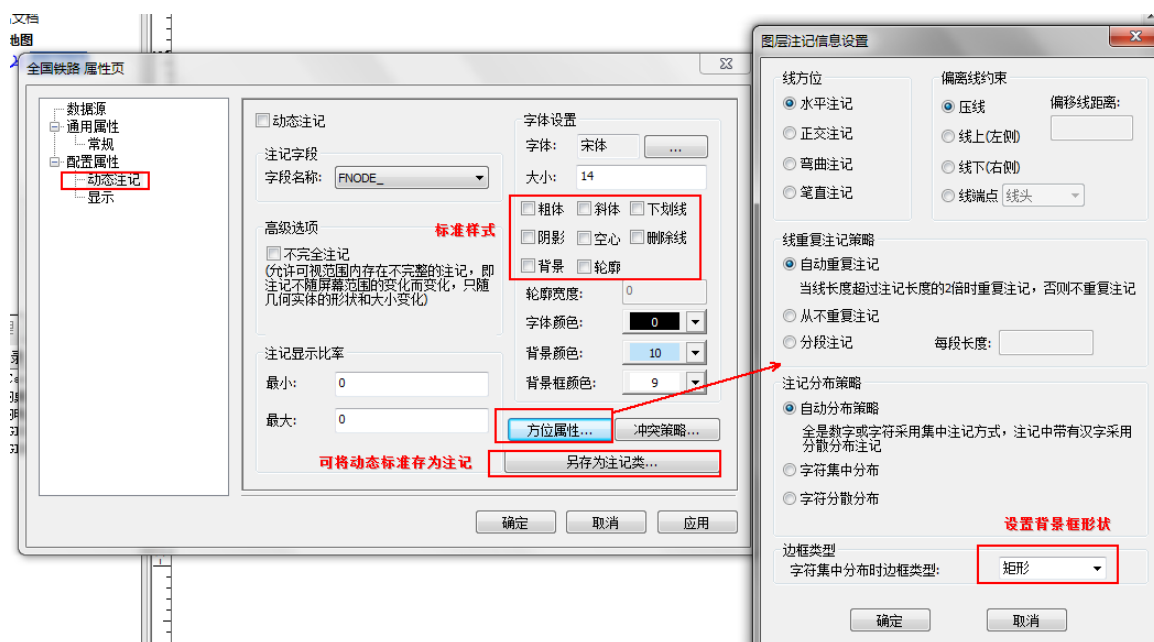 文档
地图
全国铁路 属性页
数据源
通用属性
常规
配置属性
动态注记
显示
动态注记
注记字段
字段名称:
FNODE_
高级选项
标准样式
不完全注记
(允许可视范围内存在不完整的注记，即
注记不随屏幕范围的变化而变化，只随
几何实体的形状和大小变化)
注记显示比率
最小:
0
最大:
0
可将动态标准存为注记
字体设置
字体:
宋体
...
大小:
14
粗体 斜体 下划线
阴影 空心 删除线
背景 轮廓
轮廓宽度:
0
字体颜色:
0
背景颜色:
10
背景框颜色:
9
方位属性...
冲突策略...
另存为注记类...
确定
取消
应用
图层注记信息设置
线方位
水平注记
正交注记
弯曲注记
笔直注记
偏离线约束
压线
线上(左侧)
线下(右侧)
线端点
线头
偏移线距离:
线重复注记策略
自动重复注记
当线长度超过注记长度的2倍时重复注记，否则不重复注记
从不重复注记
分段注记
每段长度:
注记分布策略
自动分布策略
全是数字或字符采用集中注记方式，注记中带有汉字采用
分散分布注记
字符集中分布
字符分散分布
设置背景框形状
边框类型
字符集中分布时边框类型:
矩形
确定
取消